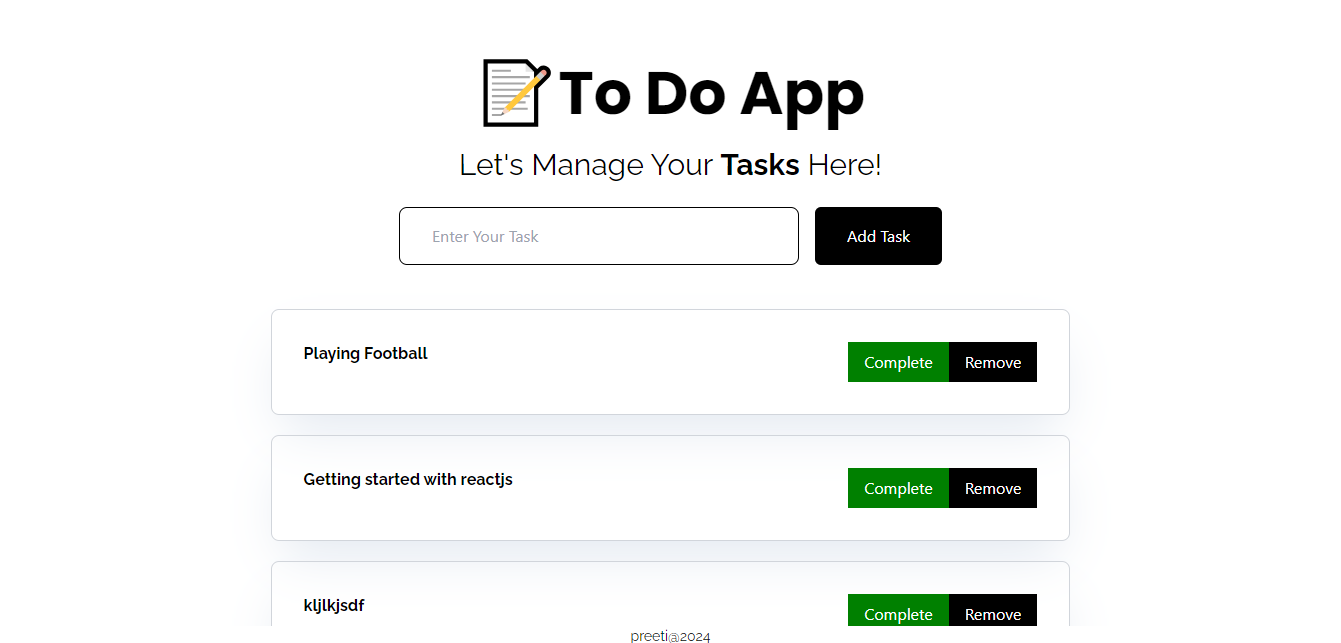 To Do App
Let's Manage Your Tasks Here!
Enter Your Task
Add Task
Playing Football
Complete
Remove
Getting started with reactjs
Complete
Remove
kljlkjsdf
Complete
Remove
preeti@2024